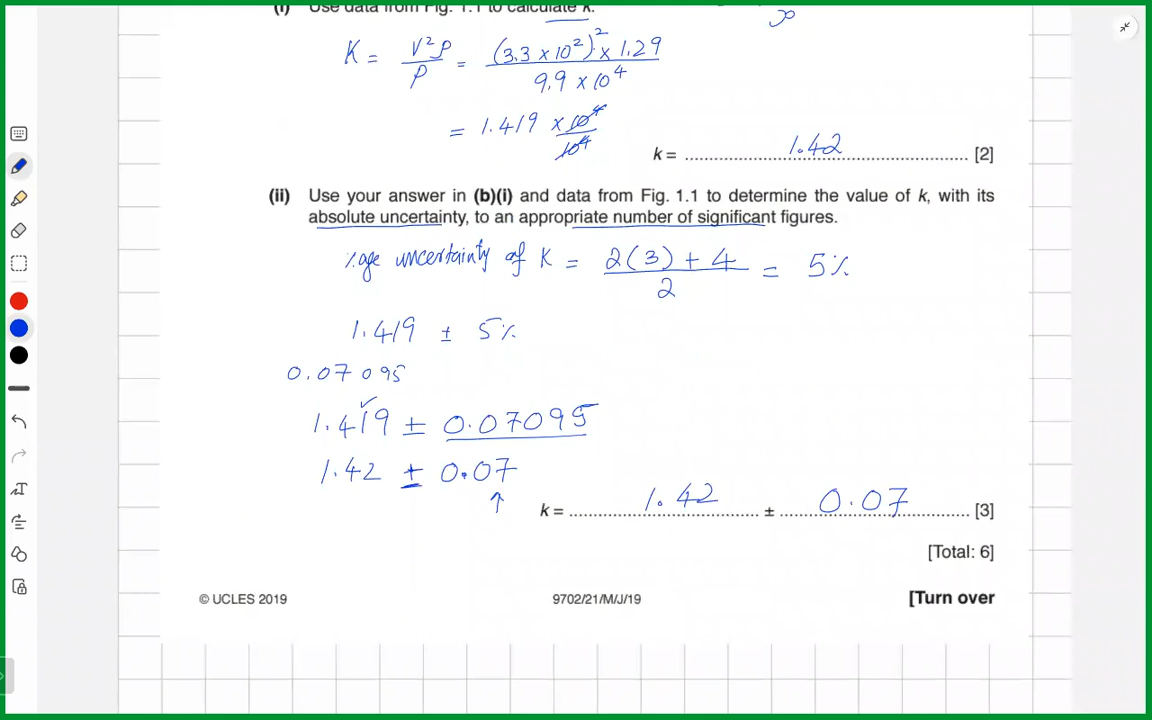 (i) Use data from Fig. 1.1 to calculate k.
K = V²ρ / P = (3.3 × 10²)² × 1.29 / 9.9 × 10⁴
= 1.419 × 10⁴ / 10⁴
k = 1.42 [2]
(ii) Use your answer in (b)(i) and data from Fig. 1.1 to determine the value of k, with its
absolute uncertainty, to an appropriate number of significant figures.
%age uncertainty of K = 2(3) + 4 / 2 = 5%
1.419 ± 5%
0.07095
1.419 ± 0.07095
1.42 ± 0.07
k = 1.42 ± 0.07 [3]
[Total: 6]
© UCLES 2019 9702/21/M/J/19 [Turn over